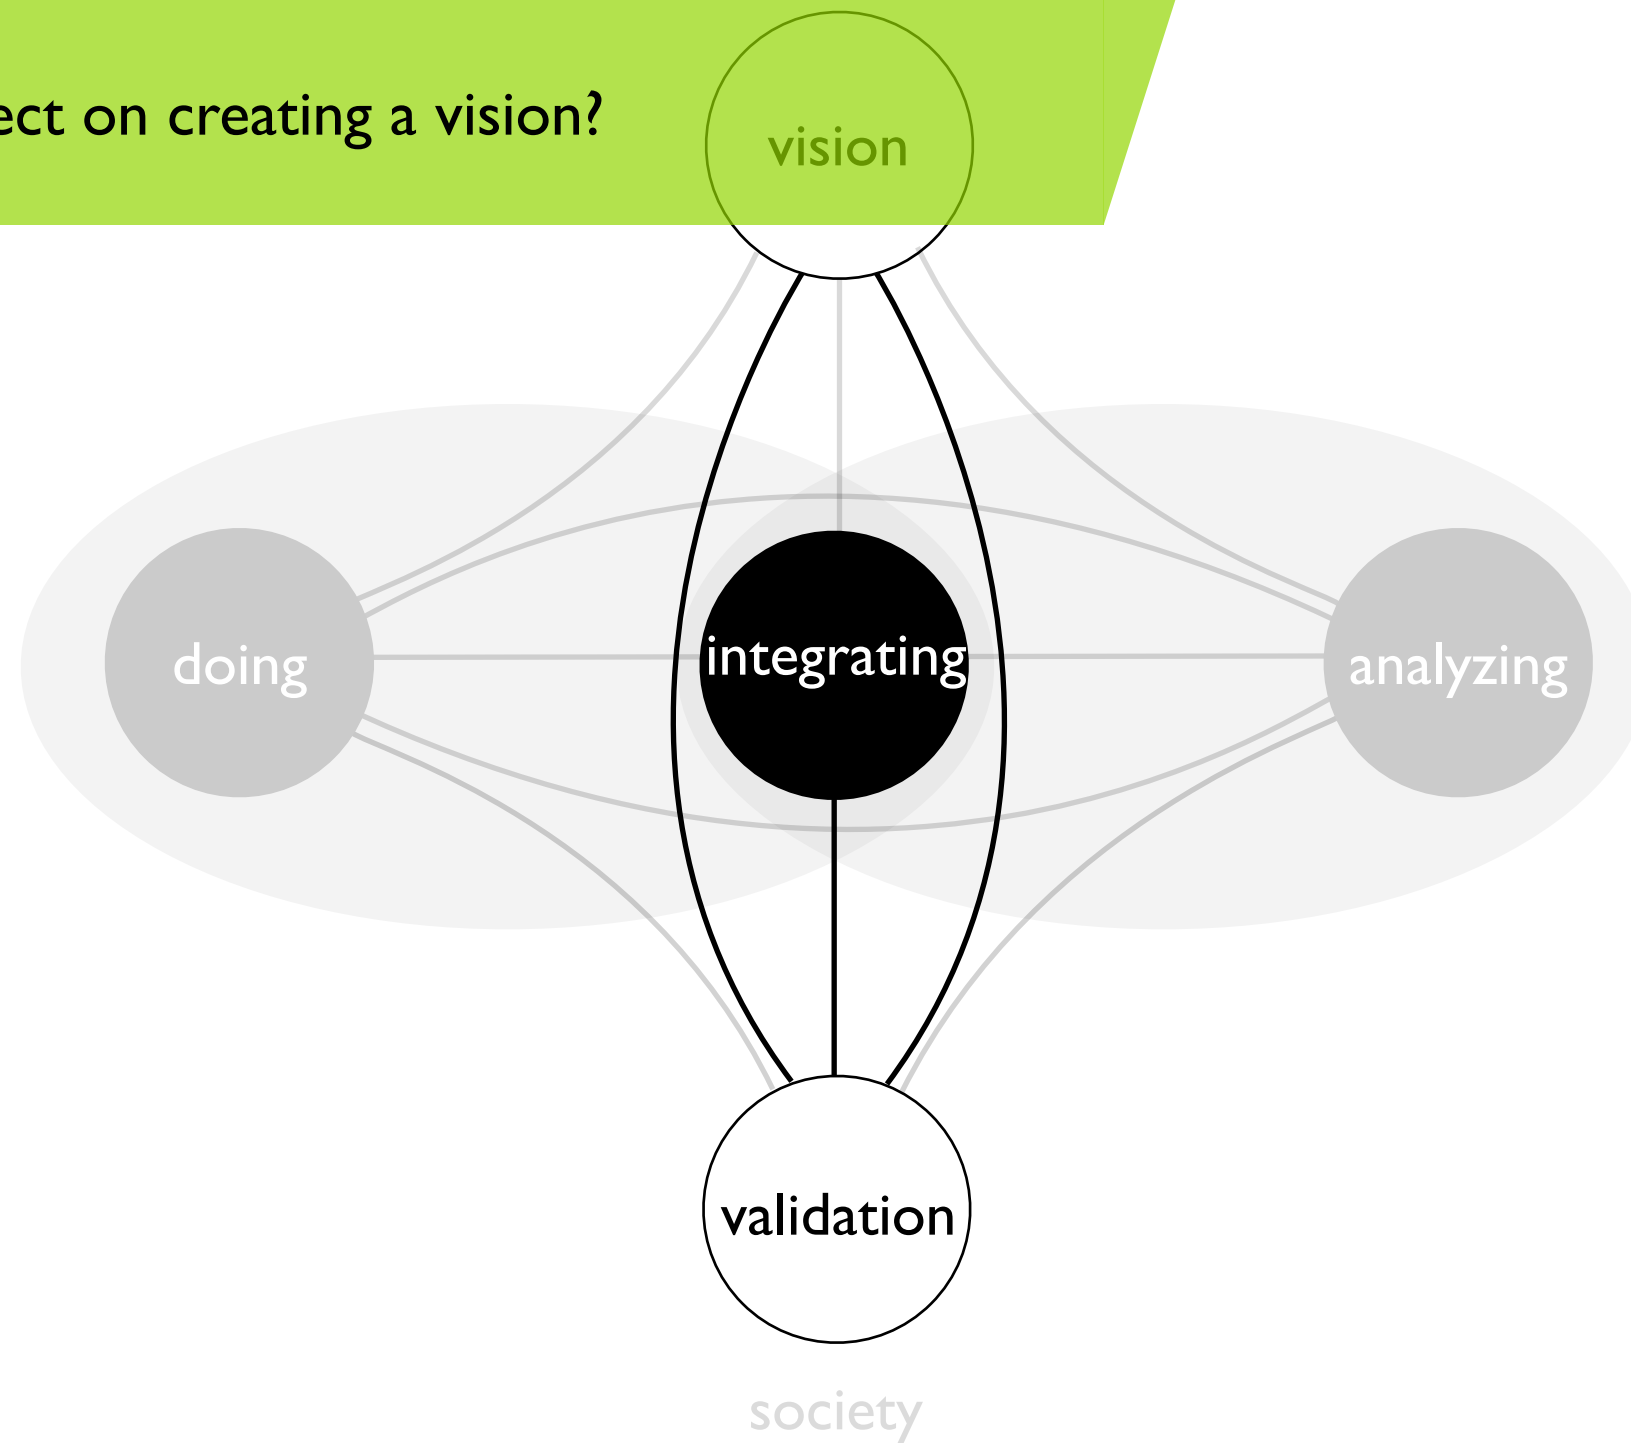 ect on creating a vision?
vision
doing
integrating
analyzing
validation
society